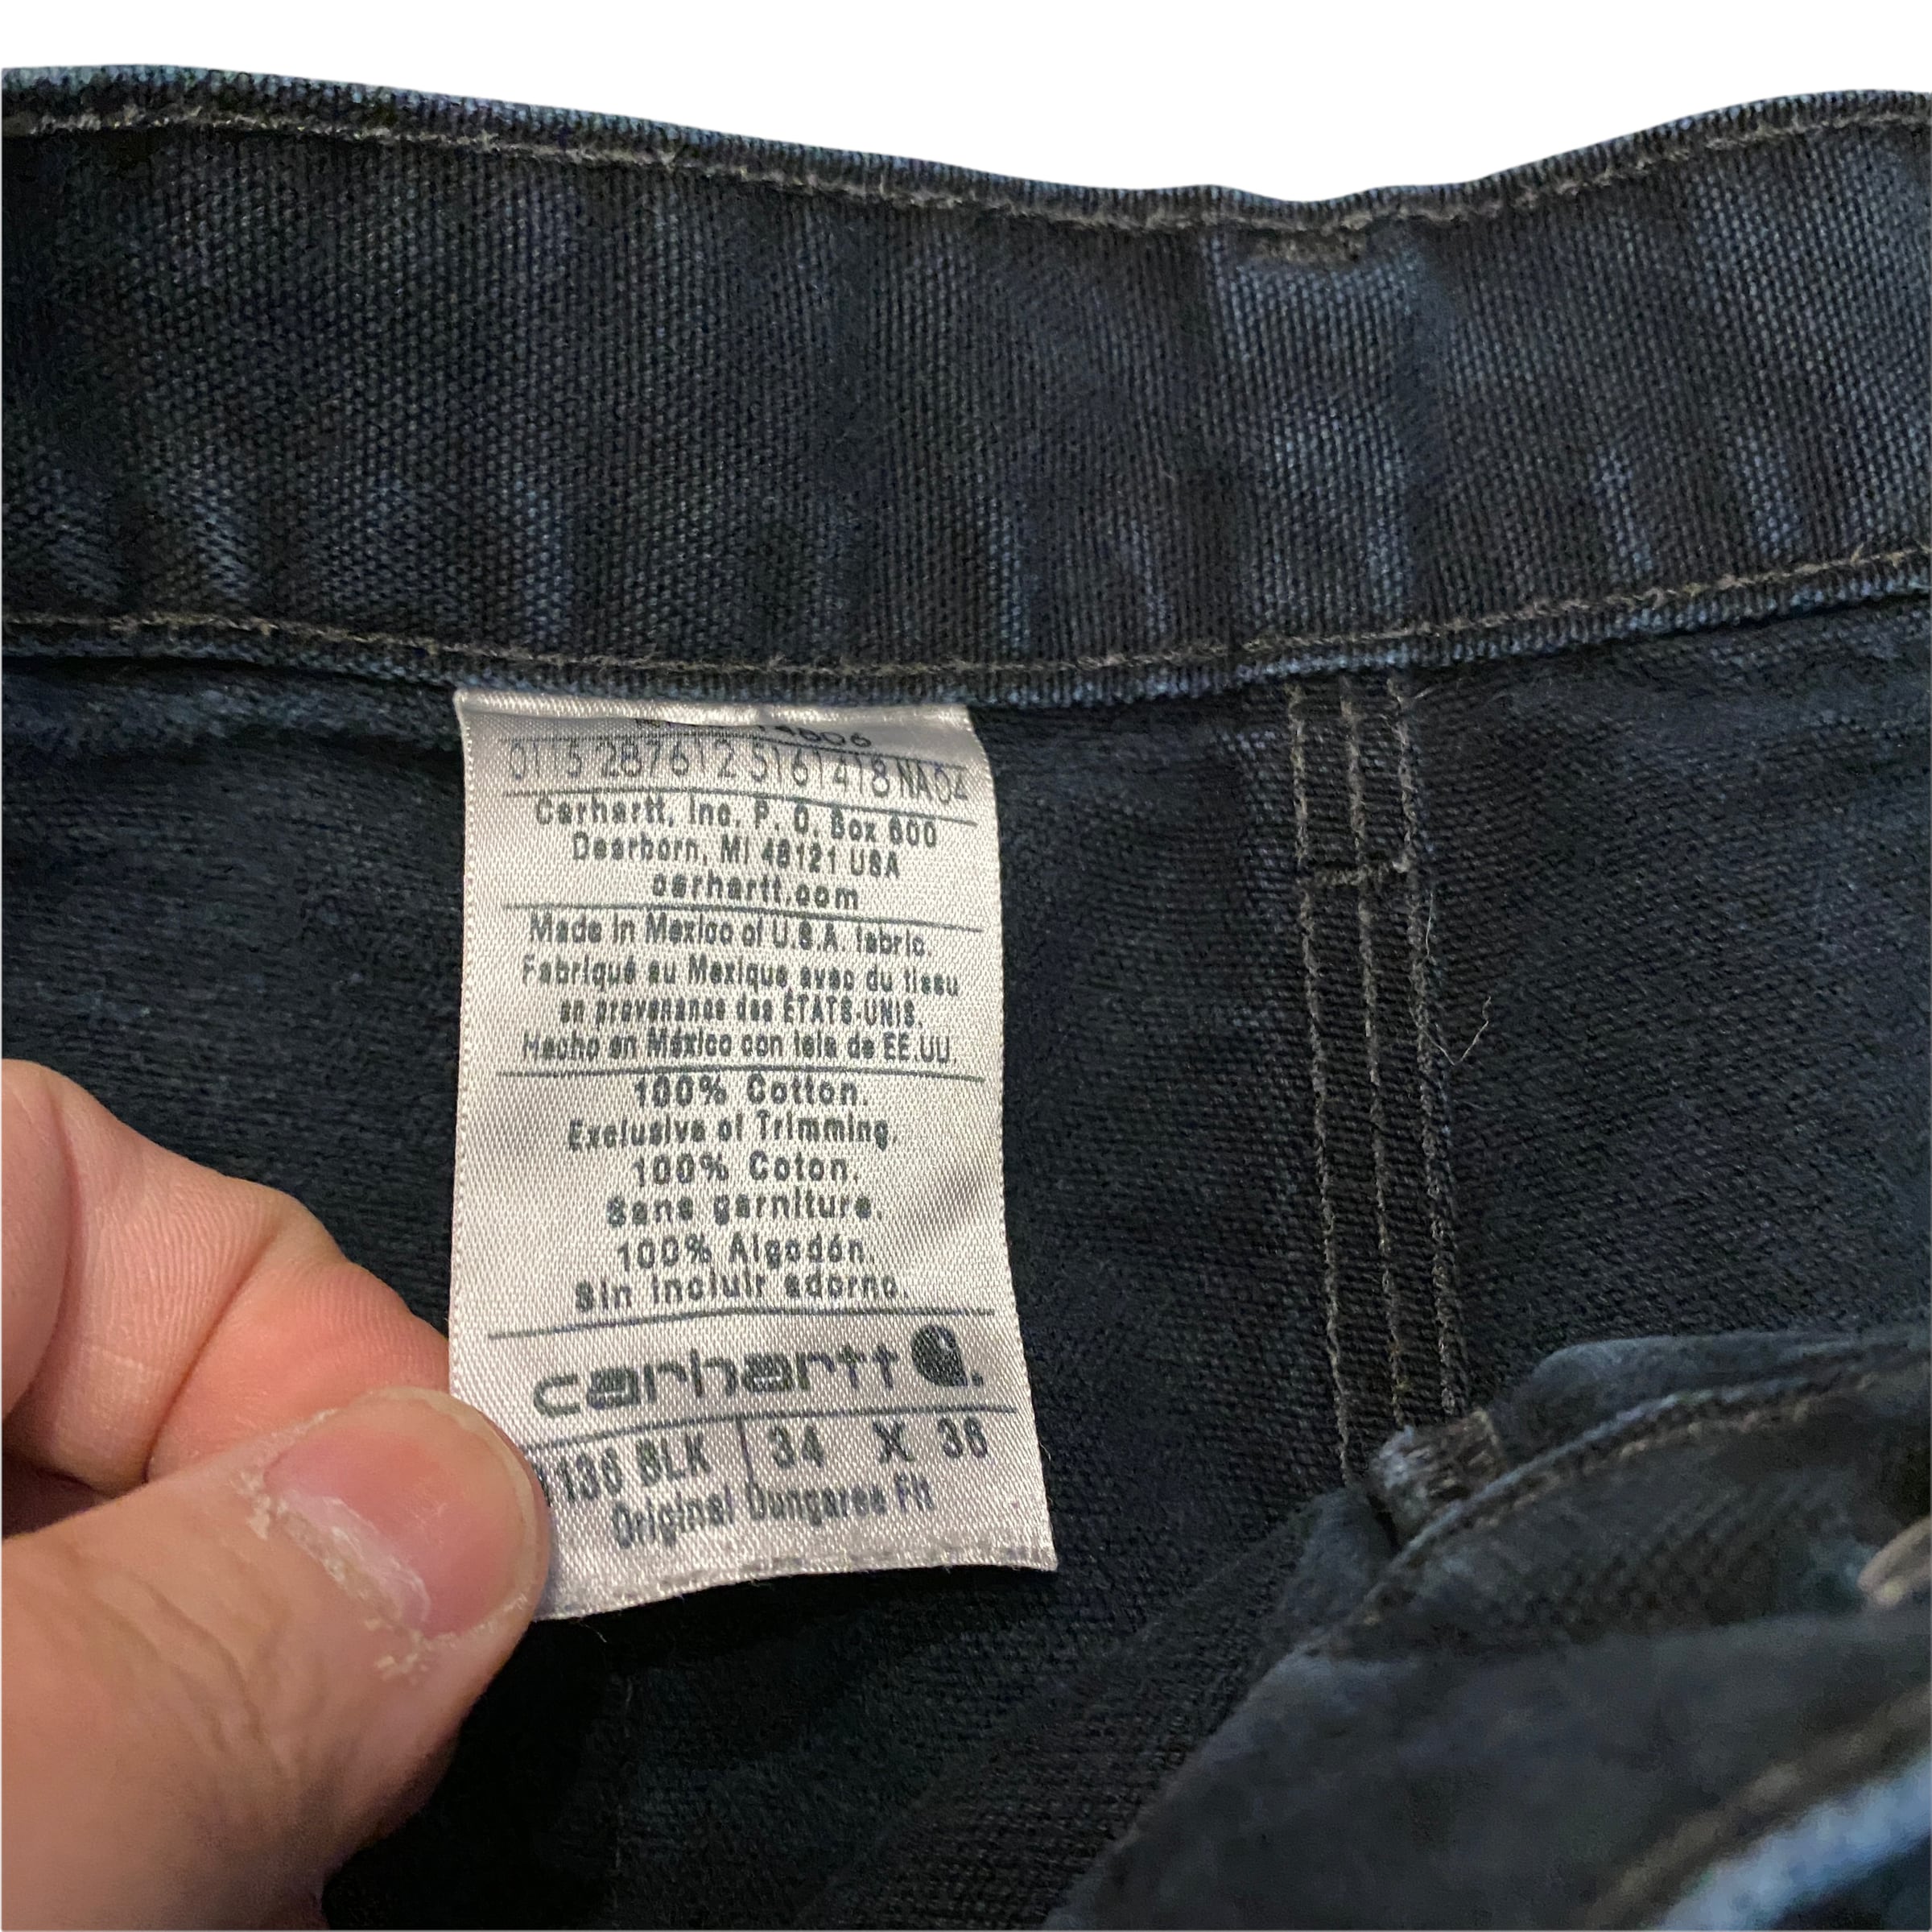 0115 287612 5161418 NA04
Carhartt, Inc. P. O. Box 600
Dearborn, MI 48121 USA
carhartt.com
Made in Mexico of U.S.A. fabric.
Fabriqué au Mexique avec du tissu
en provenance des ÉTATS-UNIS.
Hecho en México con tela de EE.UU.
100% Cotton.
Exclusive of Trimming.
100% Coton.
Sans garniture.
100% Algodón.
Sin incluir adorno.
carhartt
136 BLK 34 X 36
Original Dungaree Fit